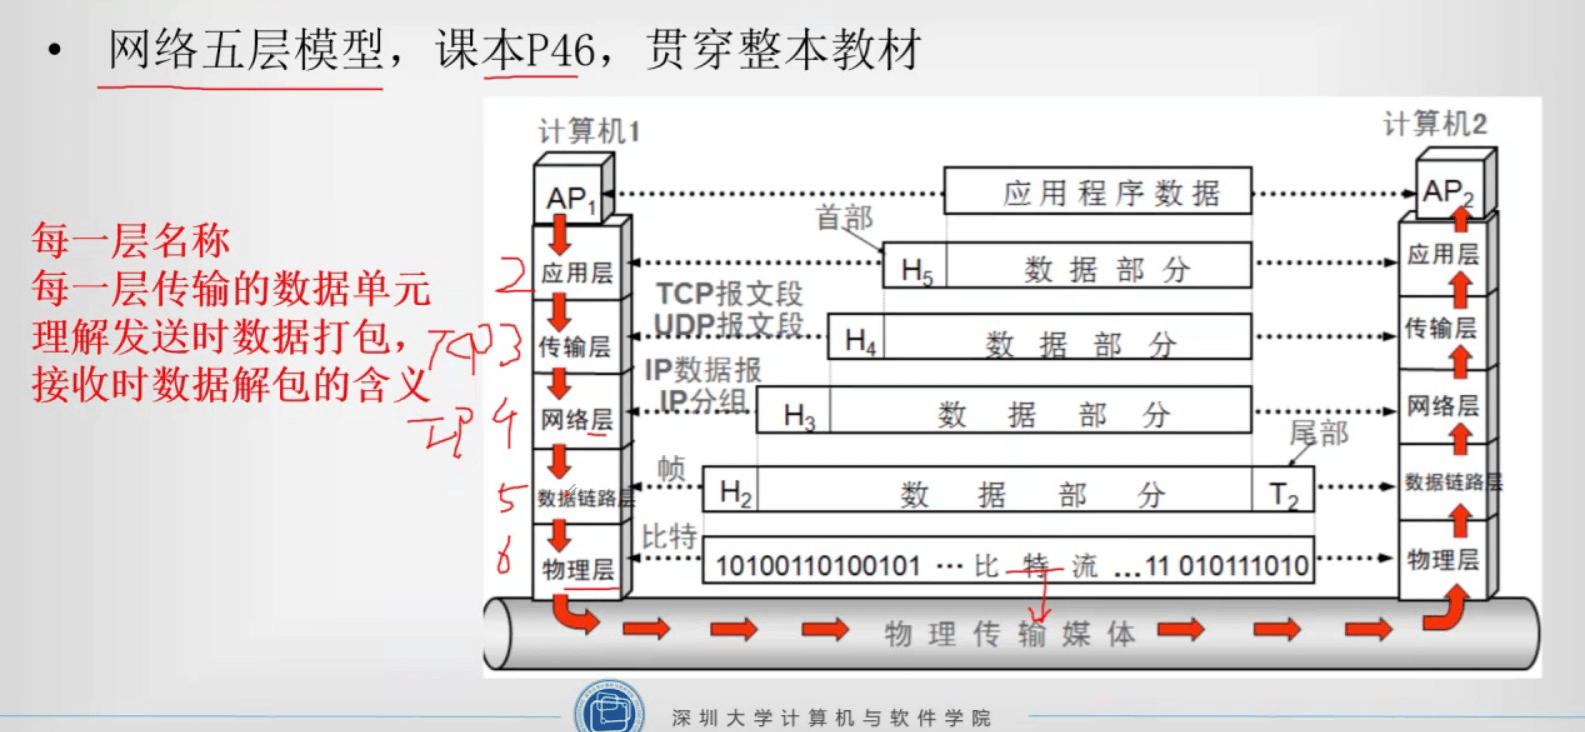 • 网络五层模型，课本P46，贯穿整本教材
每一层名称
每一层传输的数据单元
理解发送时数据打包，
接收时数据解包的含义
计算机1
计算机2
AP1
应用程序数据
AP2
首部
2
应用层
H5
数据部分
应用层
TCP报文段
UDP报文段
TCP 3
传输层
H4
数据部分
传输层
IP数据报
IP分组
IP 4
网络层
H3
数据部分
网络层
尾部
5
数据链路层
帧
H2
数据部分
T2
数据链路层
6
物理层
比特
10100110100101 … 比特流 …11 010111010
物理层
物理传输媒体
深圳大学计算机与软件学院